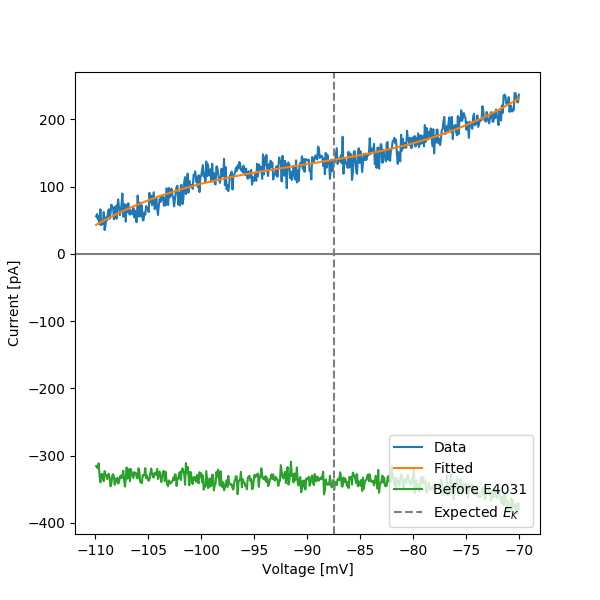 Current [pA]
200
100
0
−100
−200
−300
−400
Data
Fitted
Before E4031
Expected E_K
−110
−105
−100
−95
−90
−85
−80
−75
−70
Voltage [mV]